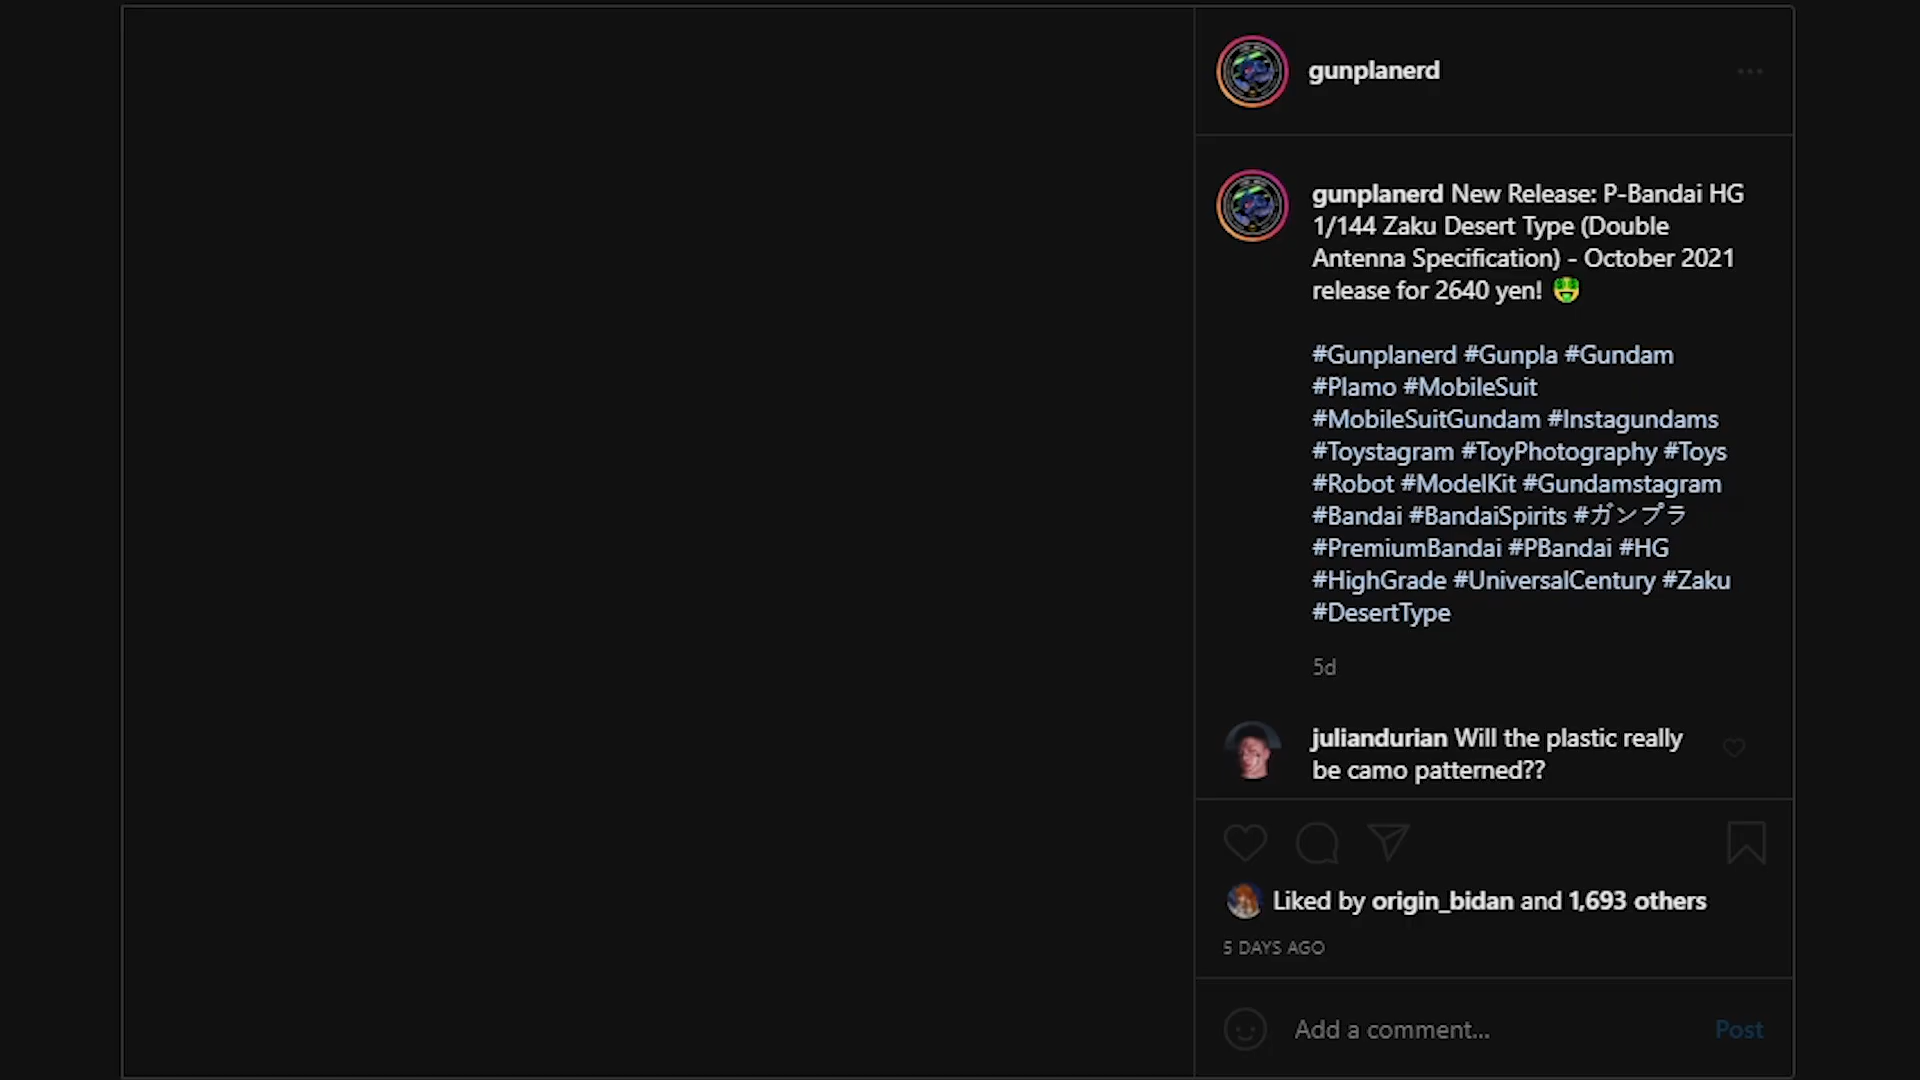 gunplanerd
gunplanerd New Release: P-Bandai HG
1/144 Zaku Desert Type (Double
Antenna Specification) - October 2021
release for 2640 yen! 🤑
#Gunplanerd #Gunpla #Gundam
#Plamo #MobileSuit
#MobileSuitGundam #Instagundams
#Toystagram #ToyPhotography #Toys
#Robot #ModelKit #Gundamstagram
#Bandai #BandaiSpirits #ガンプラ
#PremiumBandai #PBandai #HG
#HighGrade #UniversalCentury #Zaku
#DesertType
5d
juliandurian Will the plastic really
be camo patterned??
Liked by origin_bidan and 1,693 others
5 DAYS AGO
Add a comment...
Post